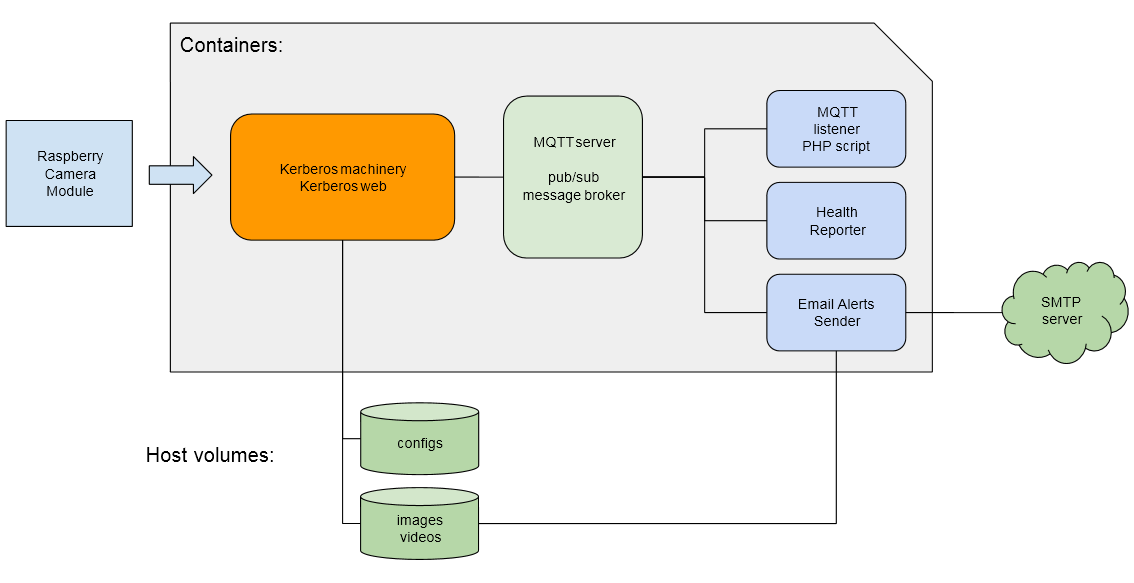 Containers:
Raspberry
Camera
Module
Kerberos machinery
Kerberos web
MQTT server
pub/sub
message broker
MQTT
listener
PHP script
Health
Reporter
Email Alerts
Sender
SMTP
server
Host volumes:
configs
images
videos